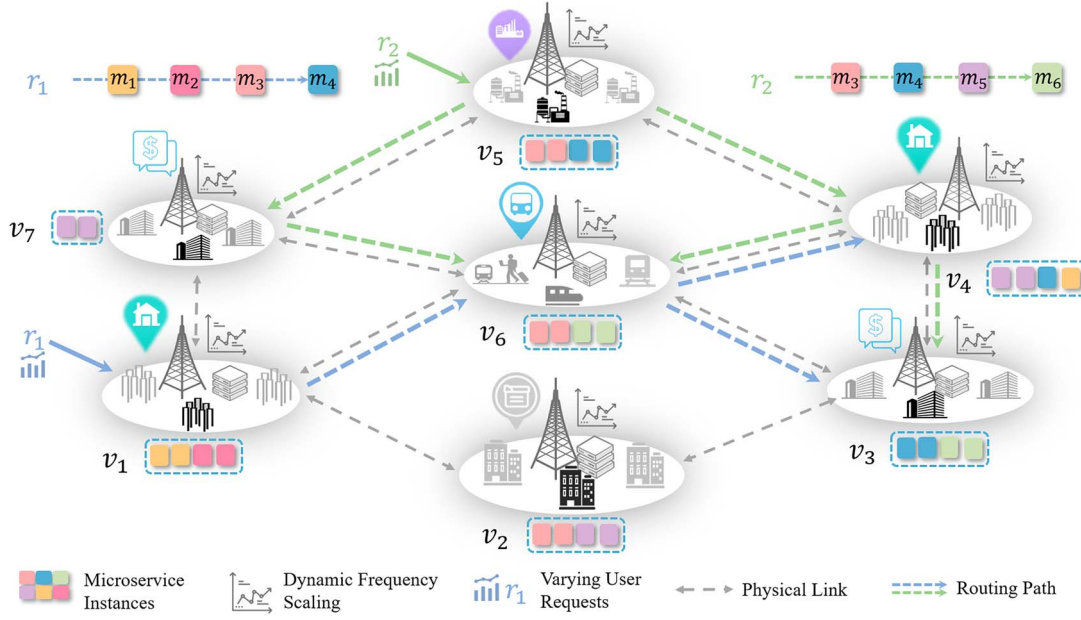 r₂
r₁ m₁ m₂ m₃ m₄
r₂ m₃ m₄ m₅ m₆
$
v₅
v₇
v₄
v₆
r₁
$
v₁
v₃
v₂
Microservice
Instances
Dynamic Frequency
Scaling
r₁
Varying User
Requests
Physical Link
Routing Path